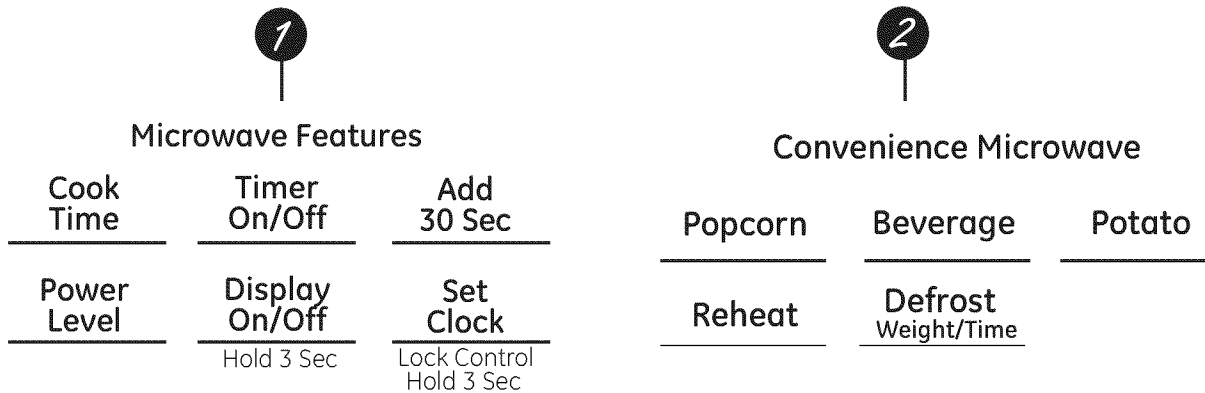 1
Microwave Features
Cook
Time
Timer
On/Off
Add
30 Sec
Power
Level
Display
On/Off
Hold 3 Sec
Set
Clock
Lock Control
Hold 3 Sec
2
Convenience Microwave
Popcorn
Beverage
Potato
Reheat
Defrost
Weight/Time